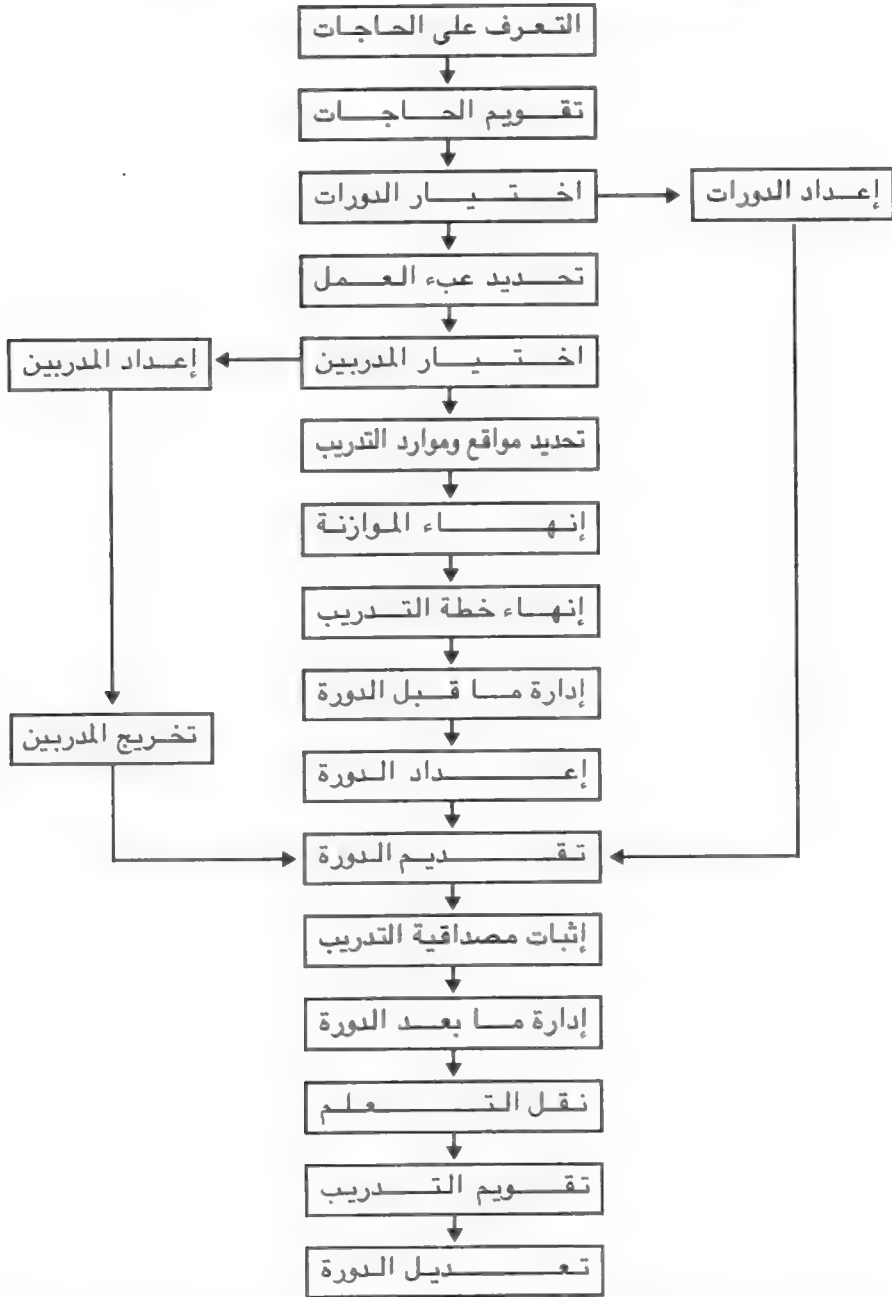 التعرف على الحاجات
تقويم الحاجات
اختيار الدورات
إعداد الدورات
تحديد عبء العمل
اختيار المدربين
إعداد المدربين
تحديد مواقع وموارد التدريب
إنهاء الموازنة
إنهاء خطة التدريب
إدارة ما قبل الدورة
تخريج المدربين
إعداد الدورة
تقديم الدورة
إثبات مصداقية التدريب
إدارة ما بعد الدورة
نقل التعلم
تقويم التدريب
تعديل الدورة